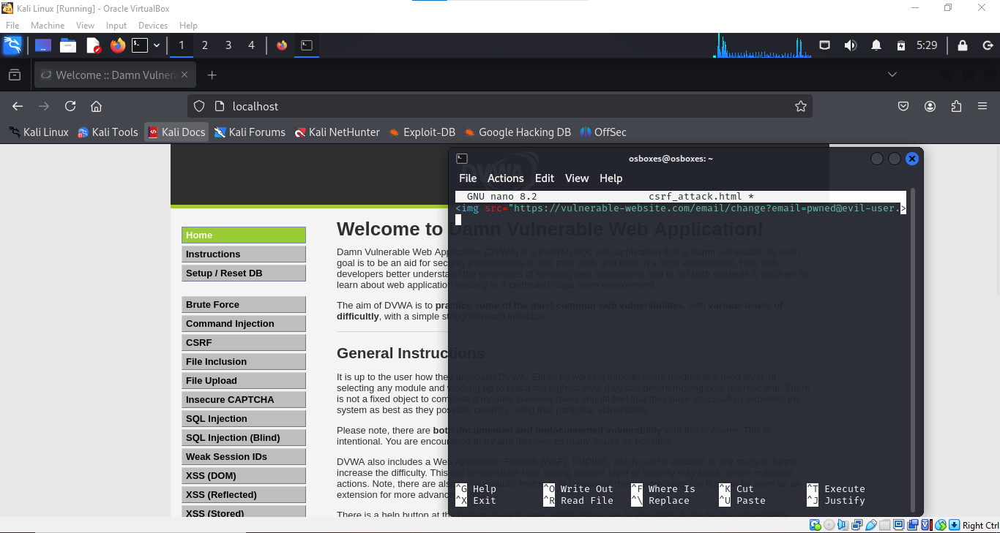 Kali Linux [Running] - Oracle VirtualBox
File Machine View Input Devices Help
1 2 3 4 5:29
Welcome :: Damn Vulnera
localhost
Kali Linux Kali Tools Kali Docs Kali Forums Kali NetHunter Exploit-DB Google Hacking DB OffSec
DVWA
Home
Instructions
Setup / Reset DB
Brute Force
Command Injection
CSRF
File Inclusion
File Upload
Insecure CAPTCHA
SQL Injection
SQL Injection (Blind)
Weak Session IDs
XSS (DOM)
XSS (Reflected)
XSS (Stored)
Welcome to Damn Vulnerable Web Application!
Damn Vulnerable Web Application (DVWA) is a PHP/MySQL web application that is damn vulnerable. Its main
goal is to be an aid for security professionals to test their skills and tools in a legal environment, help web
developers better understand the processes of securing web applications and to aid both students & teachers to
learn about web application security in a controlled class room environment.
The aim of DVWA is to practice some of the most common web vulnerabilities, with various levels of
difficultly, with a simple straightforward interface.
General Instructions
It is up to the user how they approach DVWA. Either by working through every module at a fixed level, or
selecting any module and working up to reach the highest level they can before moving onto the next one. There
is not a fixed object to complete a module; however users should feel that they have successfully exploited the
system as best as they possible could by using that particular vulnerability.
Please note, there are both documented and undocumented vulnerability with this software. This is
intentional. You are encouraged to try and discover as many issues as possible.
DVWA also includes a Web Application Firewall (WAF), PHPIDS, which can be enabled at any stage to further
increase the difficulty. This will demonstrate how adding another layer of security may block certain malicious
actions. Note, there are also
extension for more advanc
There is a help button at the
osboxes@osboxes: ~
File Actions Edit View Help
GNU nano 8.2 csrf_attack.html *
<img src="https://vulnerable-website.com/email/change?email=pwned@evil-user.>
^G Help ^O Write Out ^F Where Is ^K Cut ^T Execute
^X Exit ^R Read File ^\ Replace ^U Paste ^J Justify
Right Ctrl